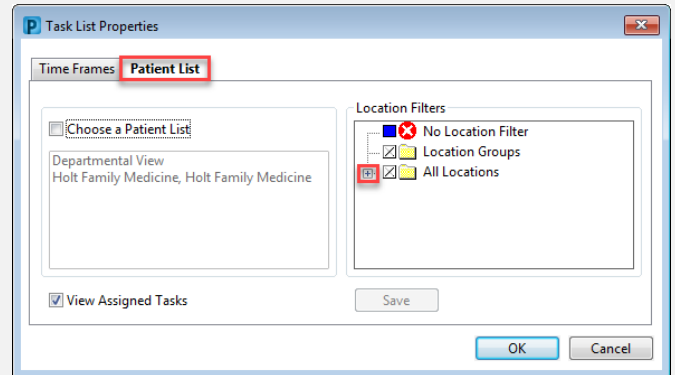 P Task List Properties
Time Frames Patient List
Choose a Patient List
Departmental View
Holt Family Medicine, Holt Family Medicine
View Assigned Tasks
Location Filters
No Location Filter
Location Groups
All Locations
Save
OK Cancel